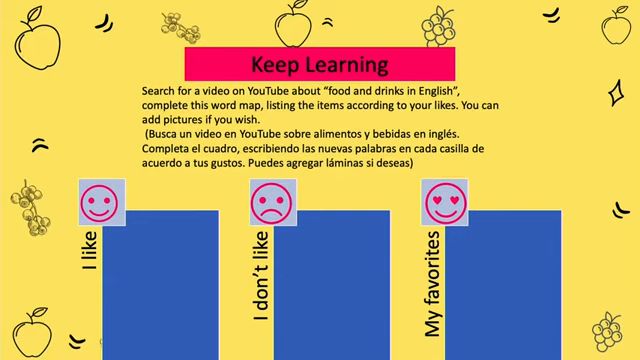 Keep Learning
Search for a video on YouTube about “food and drinks in English”,
complete this word map, listing the items according to your likes. You can
add pictures if you wish.
(Busca un video en YouTube sobre alimentos y bebidas en inglés.
Completa el cuadro, escribiendo las nuevas palabras en cada casilla de
acuerdo a tus gustos. Puedes agregar láminas si deseas)
I like
I don’t like
My favorites